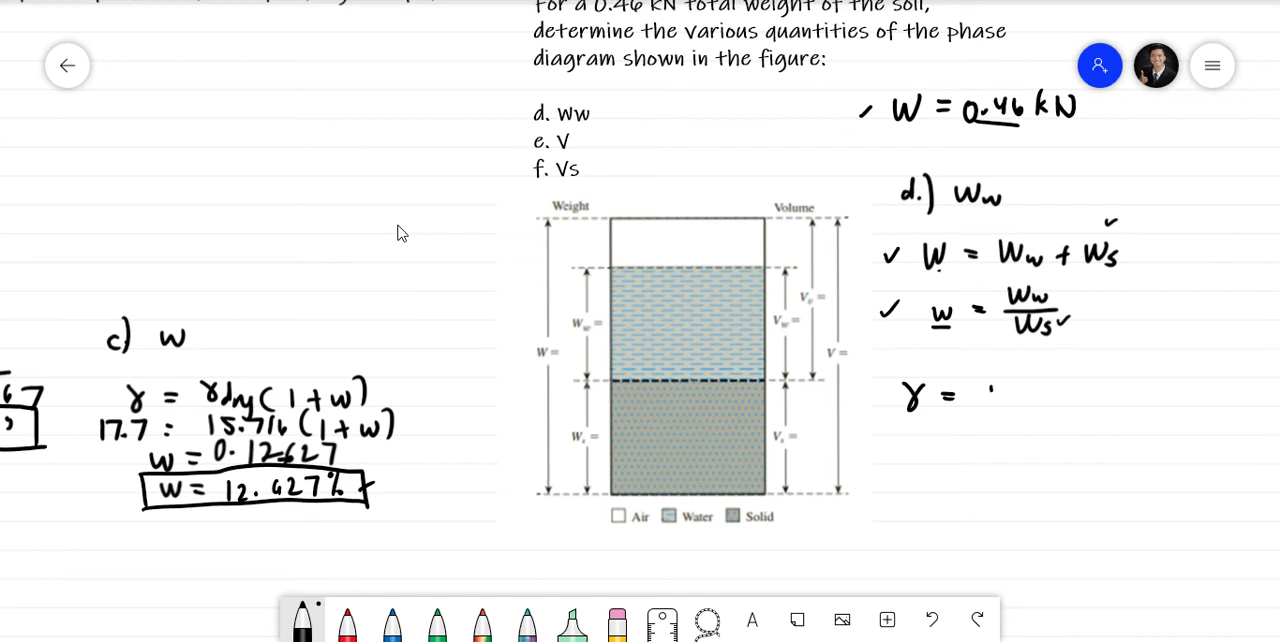 For a 0.46 kN total weight of the soil,
determine the various quantities of the phase
diagram shown in the figure:
d. Ww
e. V
f. Vs
W = 0.46 kN
d.) Ww
W = Ww + Ws
w = Ww / Ws
γ =
Weight
Volume
Vv =
Ww =
Vw =
W =
V =
Ws =
Vs =
Air Water Solid
67
c) w
γ = γdry ( 1 + w )
17.7 = 15.716 ( 1 + w )
w = 0.12627
w = 12.627%
A